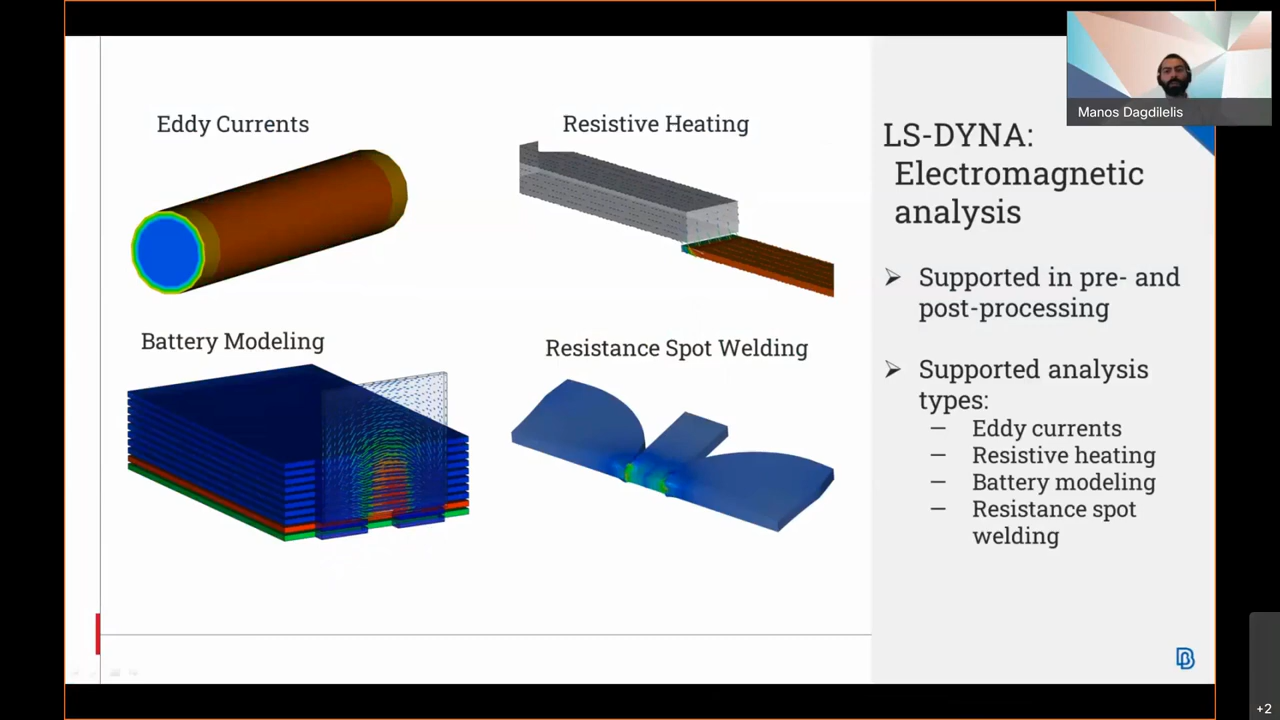 Eddy Currents
Resistive Heating
Battery Modeling
Resistance Spot Welding
Manos Dagdilelis
LS-DYNA:
Electromagnetic
analysis
➢ Supported in pre- and
post-processing
➢ Supported analysis
types:
– Eddy currents
– Resistive heating
– Battery modeling
– Resistance spot
welding
+2